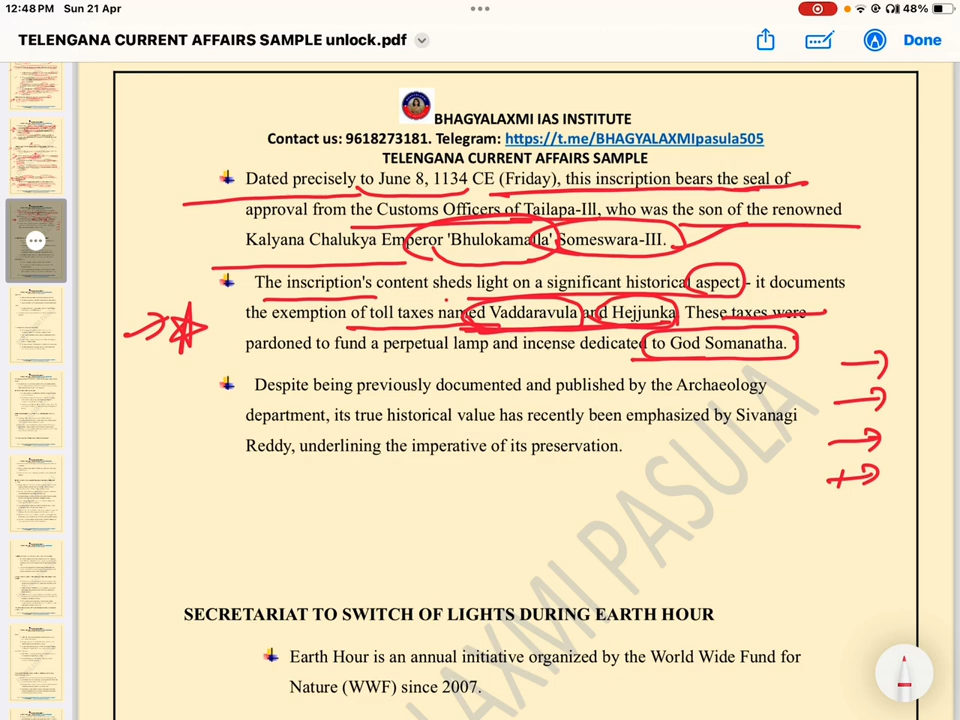 12:48 PM Sun 21 Apr
48%
TELENGANA CURRENT AFFAIRS SAMPLE unlock.pdf
Done
BHAGYALAXMI IAS INSTITUTE
Contact us: 9618273181. Telegram: https://t.me/BHAGYALAXMIpasula505
TELENGANA CURRENT AFFAIRS SAMPLE
Dated precisely to June 8, 1134 CE (Friday), this inscription bears the seal of
approval from the Customs Officers of Tailapa-Ill, who was the son of the renowned
Kalyana Chalukya Emperor 'Bhulokamalla' Someswara-III.
The inscription's content sheds light on a significant historical aspect - it documents
the exemption of toll taxes named Vaddaravula and Hejjunka. These taxes were
pardoned to fund a perpetual lamp and incense dedicated to God Somanatha.
Despite being previously documented and published by the Archaeology
department, its true historical value has recently been emphasized by Sivanagi
Reddy, underlining the imperative of its preservation.
LAXMI PASULA
SECRETARIAT TO SWITCH OF LIGHTS DURING EARTH HOUR
Earth Hour is an annual initiative organized by the World Wide Fund for
Nature (WWF) since 2007.